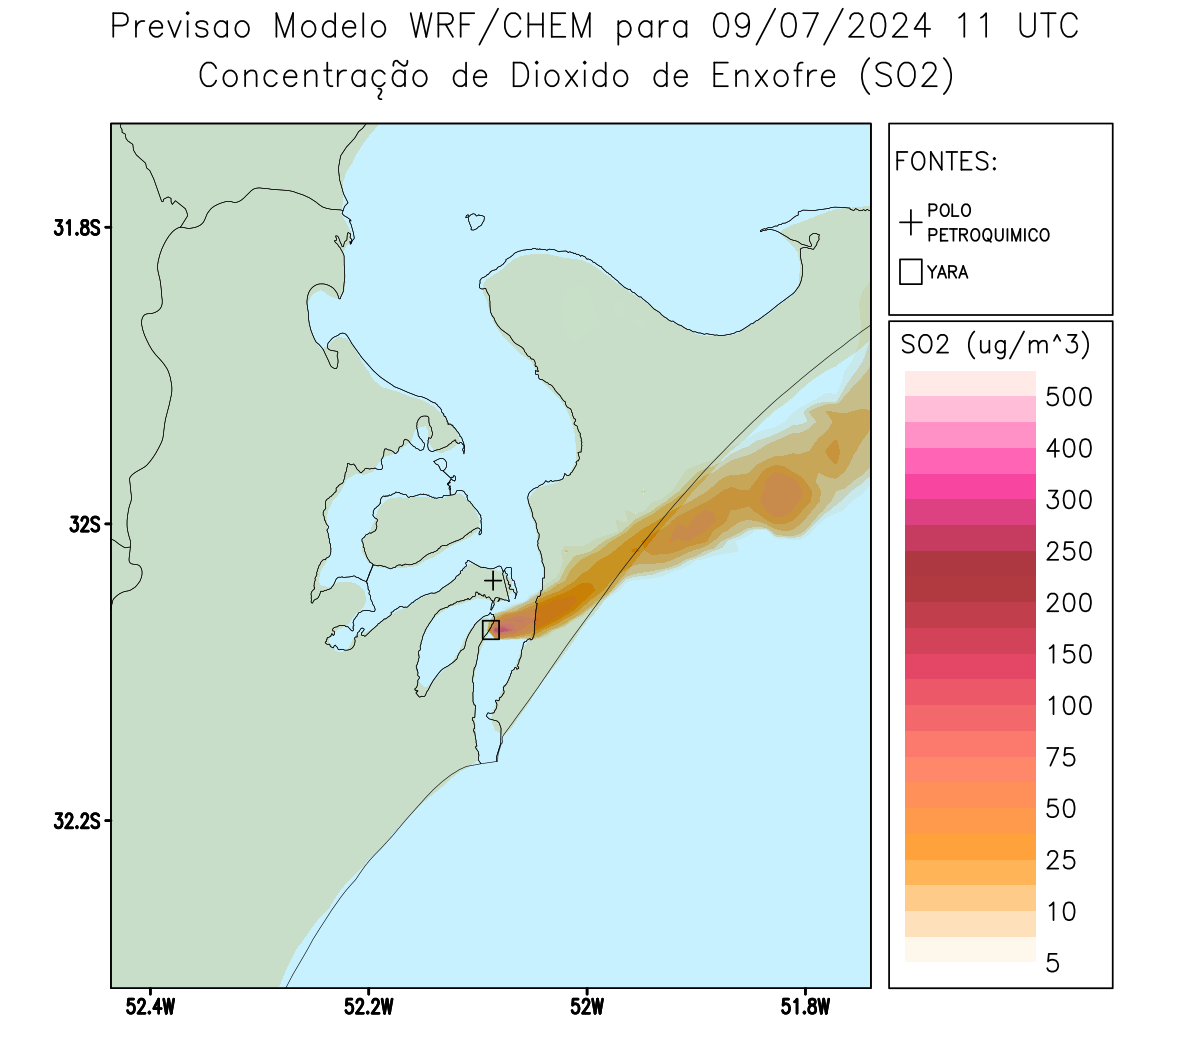 Previsao Modelo WRF/CHEM para 09/07/2024 11 UTC
Concentração de Dioxido de Enxofre (SO2)
FONTES:
POLO
PETROQUIMICO
YARA
SO2 (ug/m^3)
500
400
300
250
200
150
100
75
50
25
10
5
31.8S
32S
32.2S
52.4W
52.2W
52W
51.8W